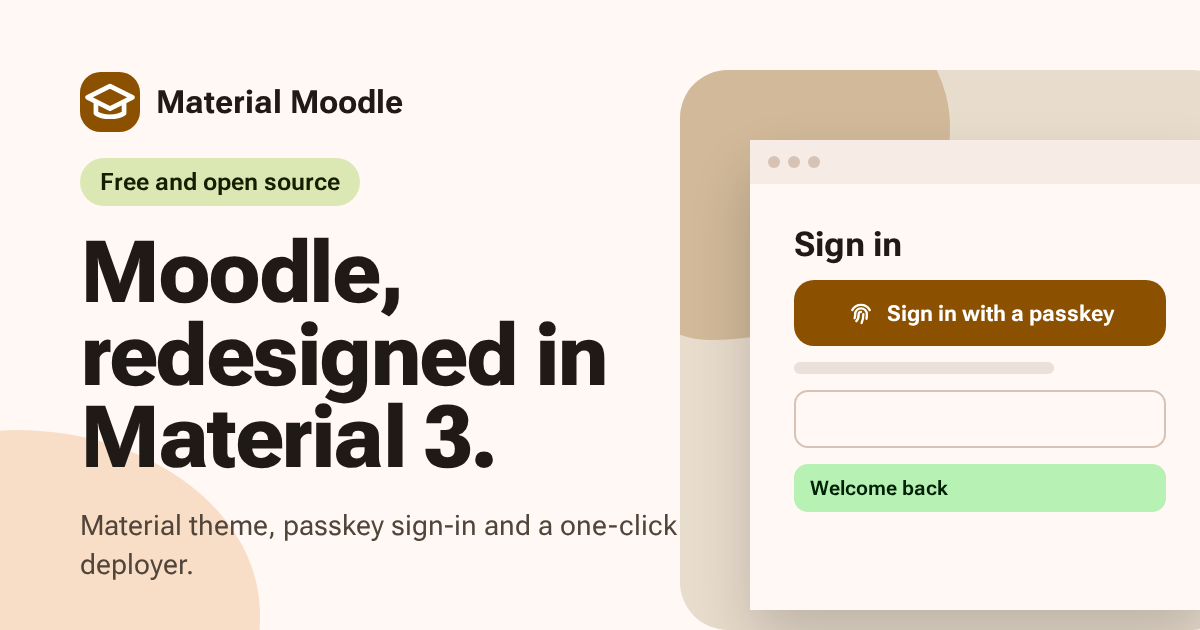 Material Moodle
Free and open source
Moodle,
redesigned in
Material 3.
Material theme, passkey sign-in and a one-click
deployer.
Sign in
Sign in with a passkey
Welcome back